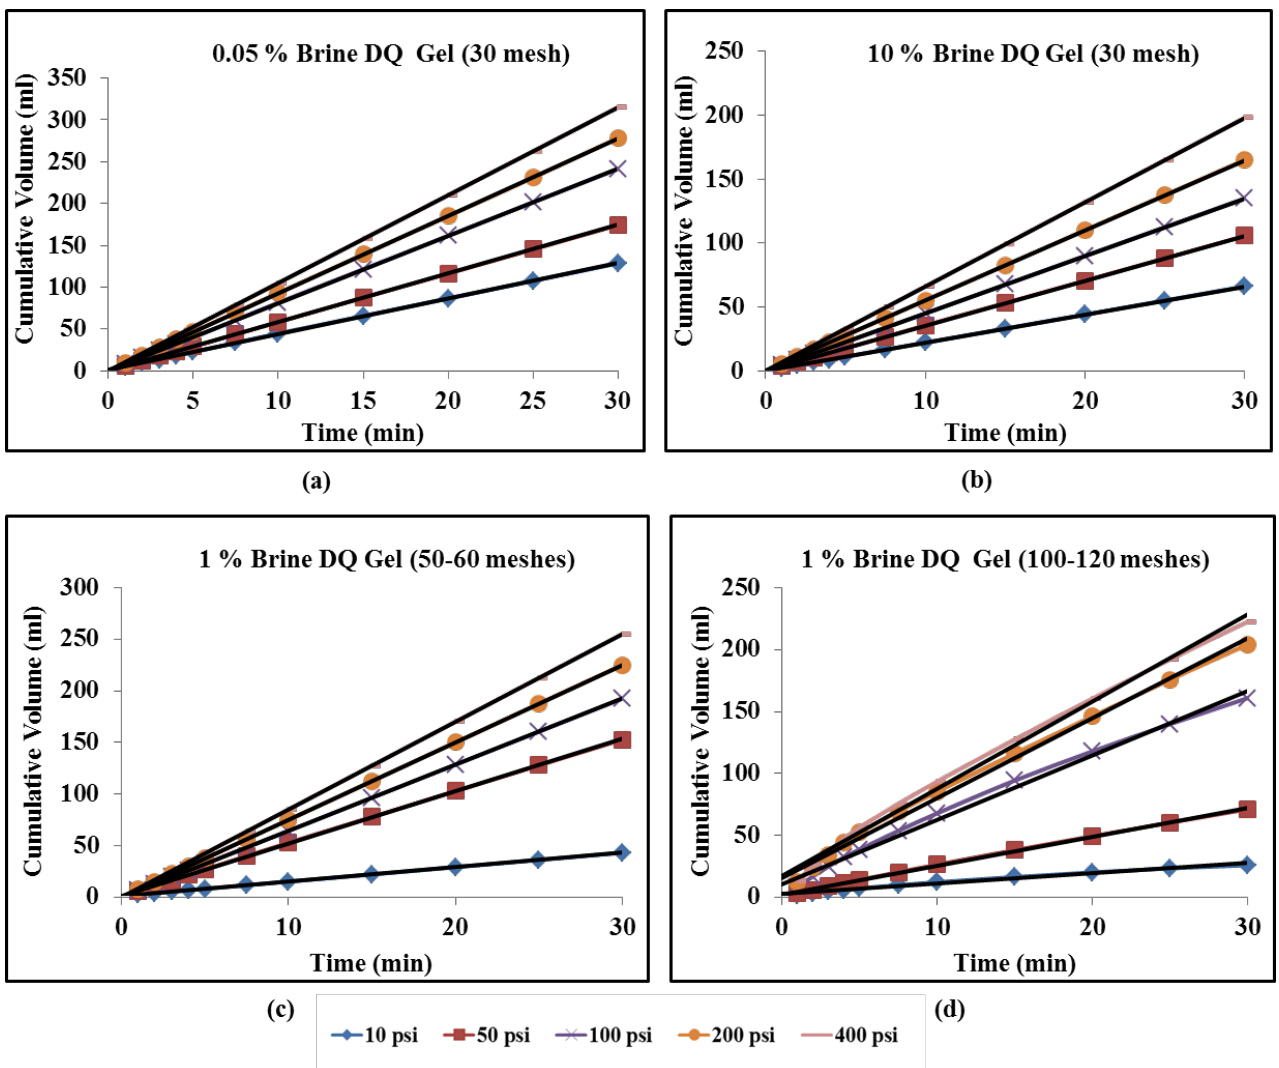 0.05 % Brine DQ  Gel (30 mesh)
350
300
250
200
150
100
50
0
Cumulative Volume (ml)
0 5 10 15 20 25 30
Time (min)
(a)
10 % Brine DQ Gel (30 mesh)
250
200
150
100
50
0
Cumulative Volume (ml)
0 10 20 30
Time (min)
(b)
1 % Brine DQ Gel (50-60 meshes)
300
250
200
150
100
50
0
Cumulative Volume (ml)
0 10 20 30
Time (min)
(c)
1 % Brine DQ  Gel (100-120 meshes)
250
200
150
100
50
0
Cumulative Volume (ml)
0 10 20 30
Time (min)
(d)
10 psi 50 psi 100 psi 200 psi 400 psi